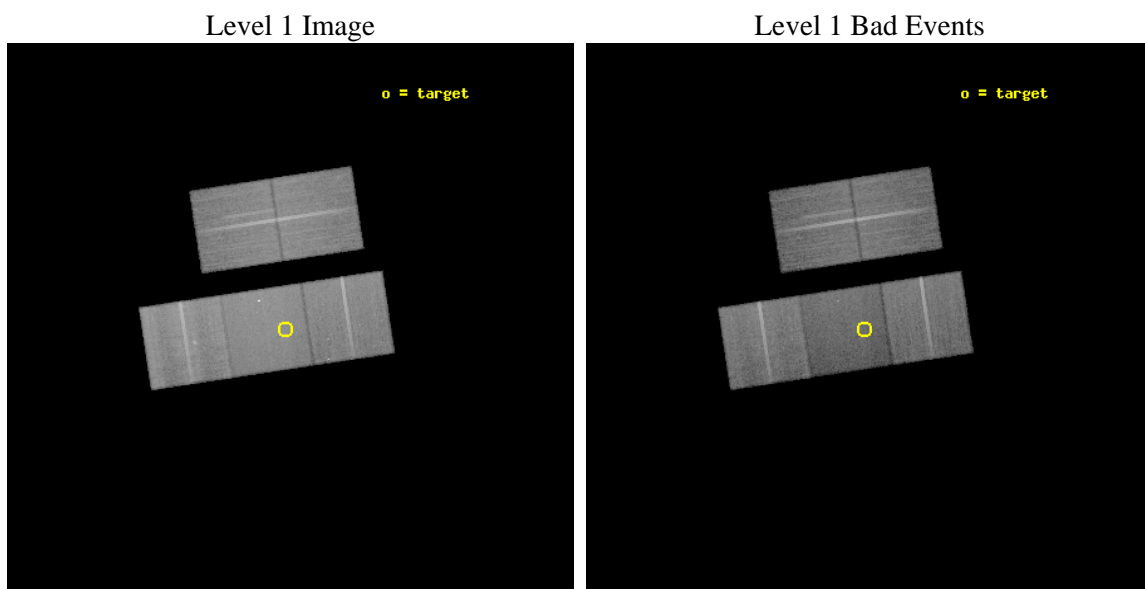 Level 1 Image
Level 1 Bad Events
o = target
o = target